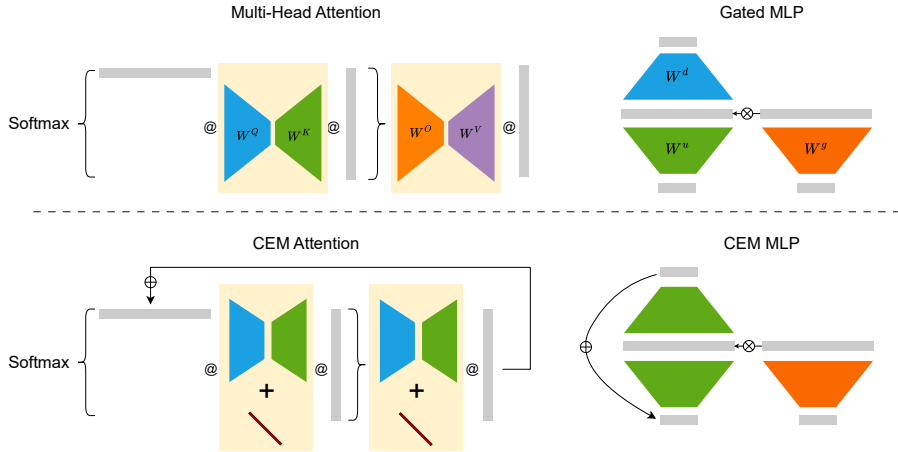 Multi-Head Attention
Gated MLP
Softmax
@
W^Q
W^K
@
W^O
W^V
@
W^d
W^u
W^g
CEM Attention
CEM MLP
Softmax
@
+
@
@
+
@